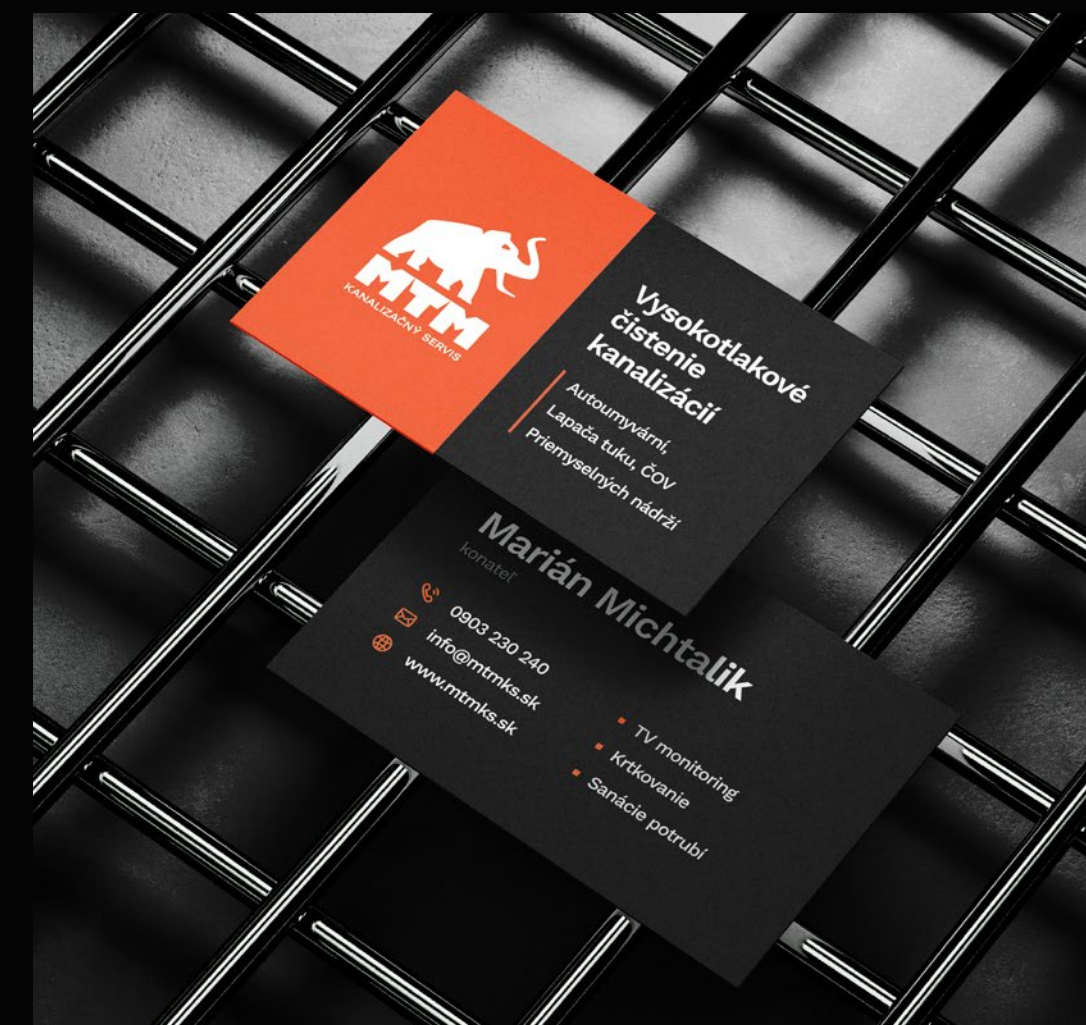 MTM
KANALIZAČNÝ SERVIS
Vysokotlakové
čistenie
kanalizácií
Autoumyvární,
Lapača tuku, ČOV
Priemyselných nádrží
Marián Michtalik
konateľ
0903 230 240
info@mtmks.sk
www.mtmks.sk
TV monitoring
Krtkovanie
Sanácie potrubí